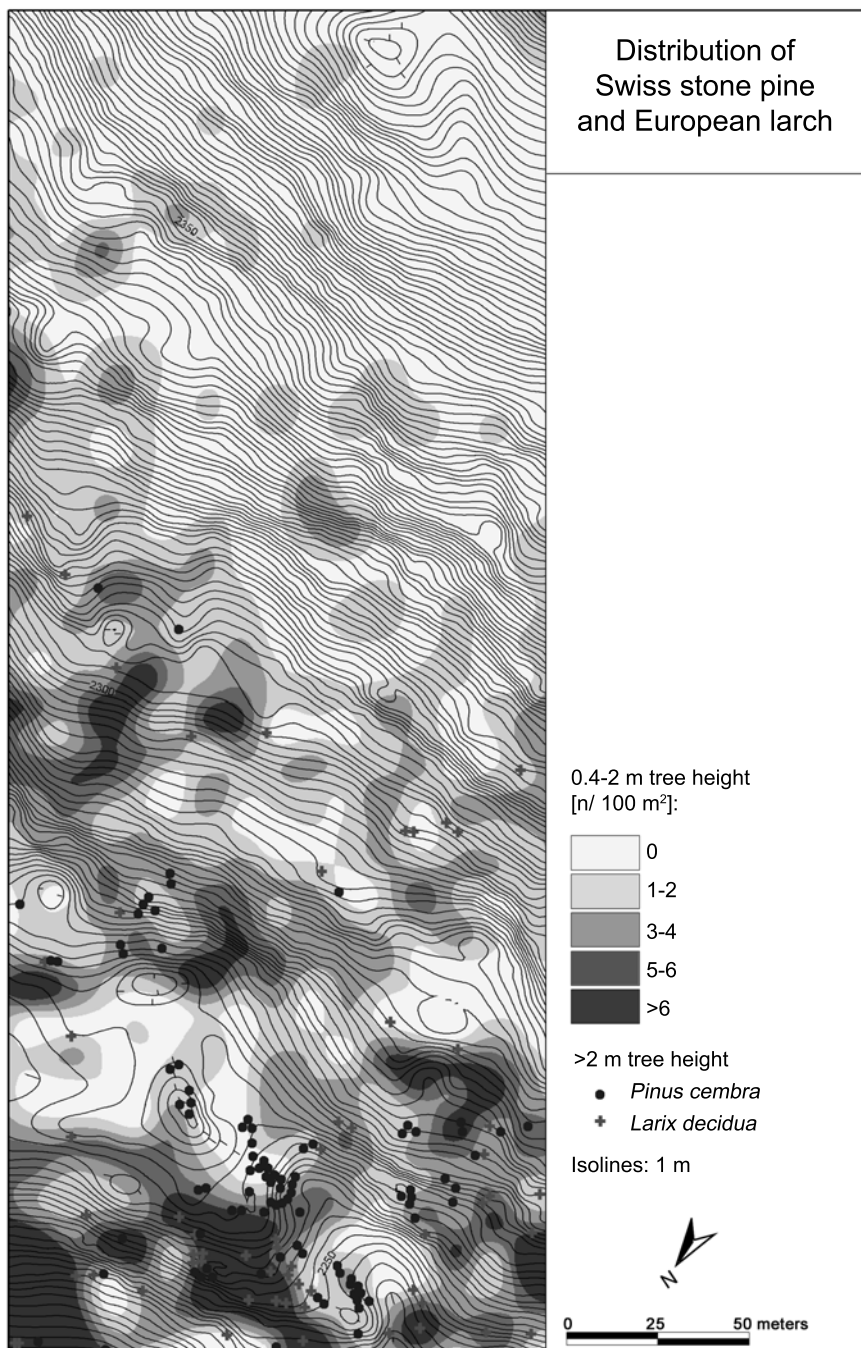 Distribution of
Swiss stone pine
and European larch
2350
2300
2250
0.4-2 m tree height
[n/ 100 m²]:
0
1-2
3-4
5-6
>6
>2 m tree height
Pinus cembra
Larix decidua
Isolines: 1 m
N
0 25 50 meters